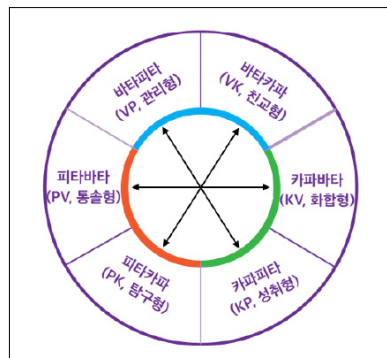 바타피타
(VP, 관리형)
바타카파
(VK, 친교형)
피타바타
(PV, 통솔형)
카파바타
(KV, 화합형)
피타카파
(PK, 탐구형)
카파피타
(KP, 성취형)